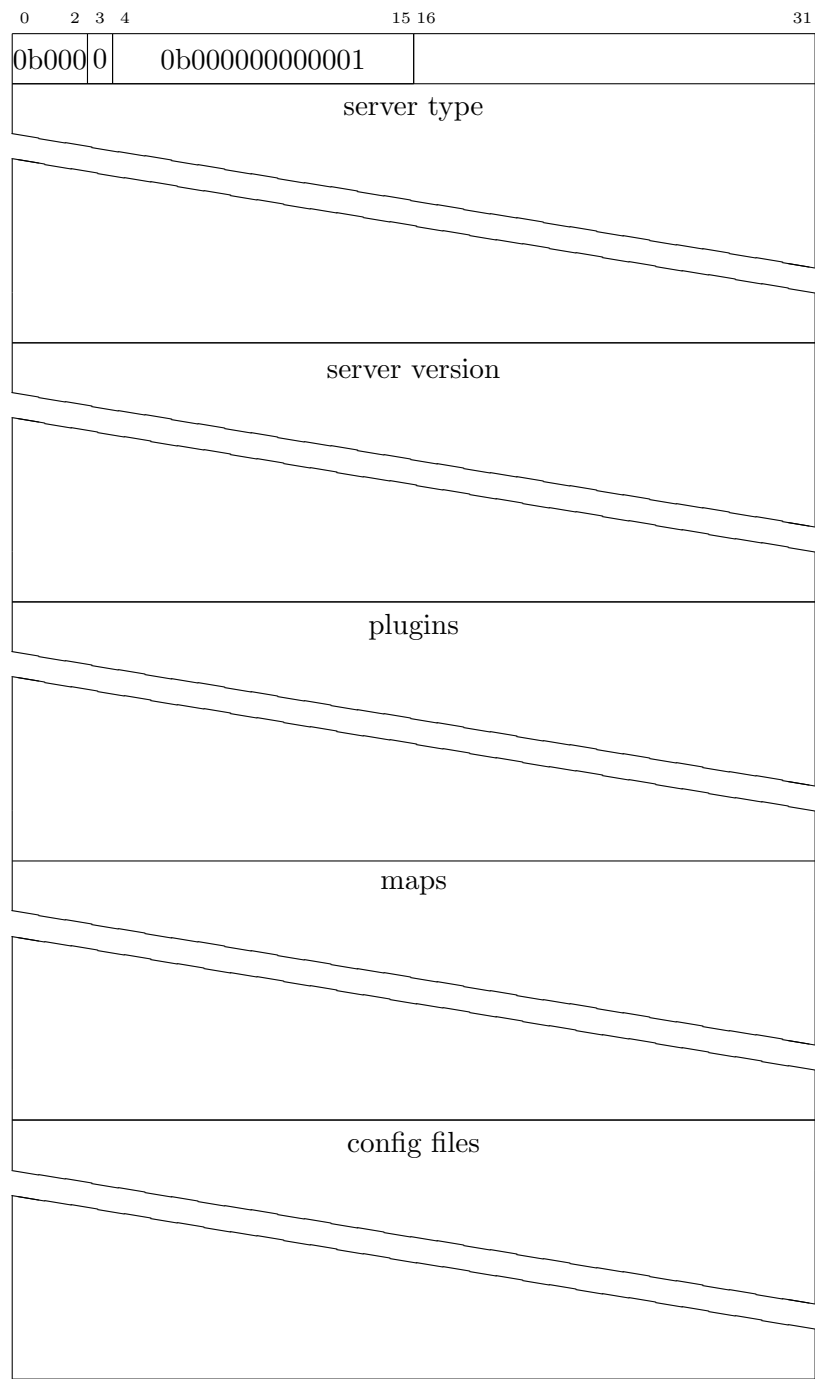 0 2 3 4 15 16 31
0b000 0 0b000000000001
server type
server version
plugins
maps
config files